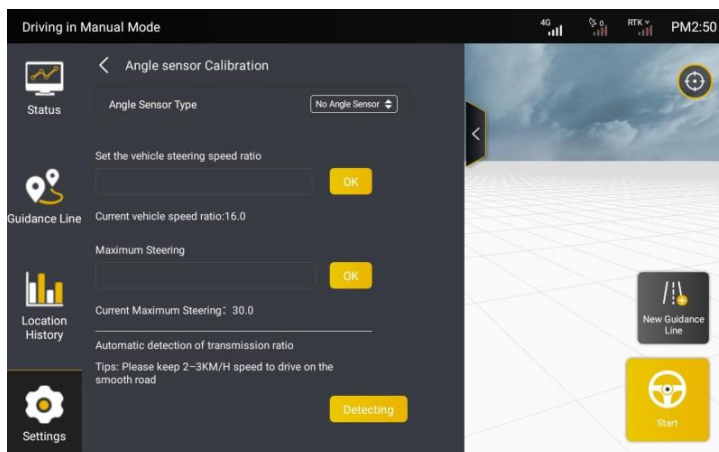 Driving in Manual Mode
4G
0
RTK
PM2:50
Status
Guidance Line
Location
History
Settings
Angle sensor Calibration
Angle Sensor Type
No Angle Sensor
Set the vehicle steering speed ratio
OK
Current vehicle speed ratio:16.0
Maximum Steering
OK
Current Maximum Steering: 30.0
Automatic detection of transmission ratio
Tips: Please keep 2-3KM/H speed to drive on the
smooth road
Detecting
New Guidance
Line
Start